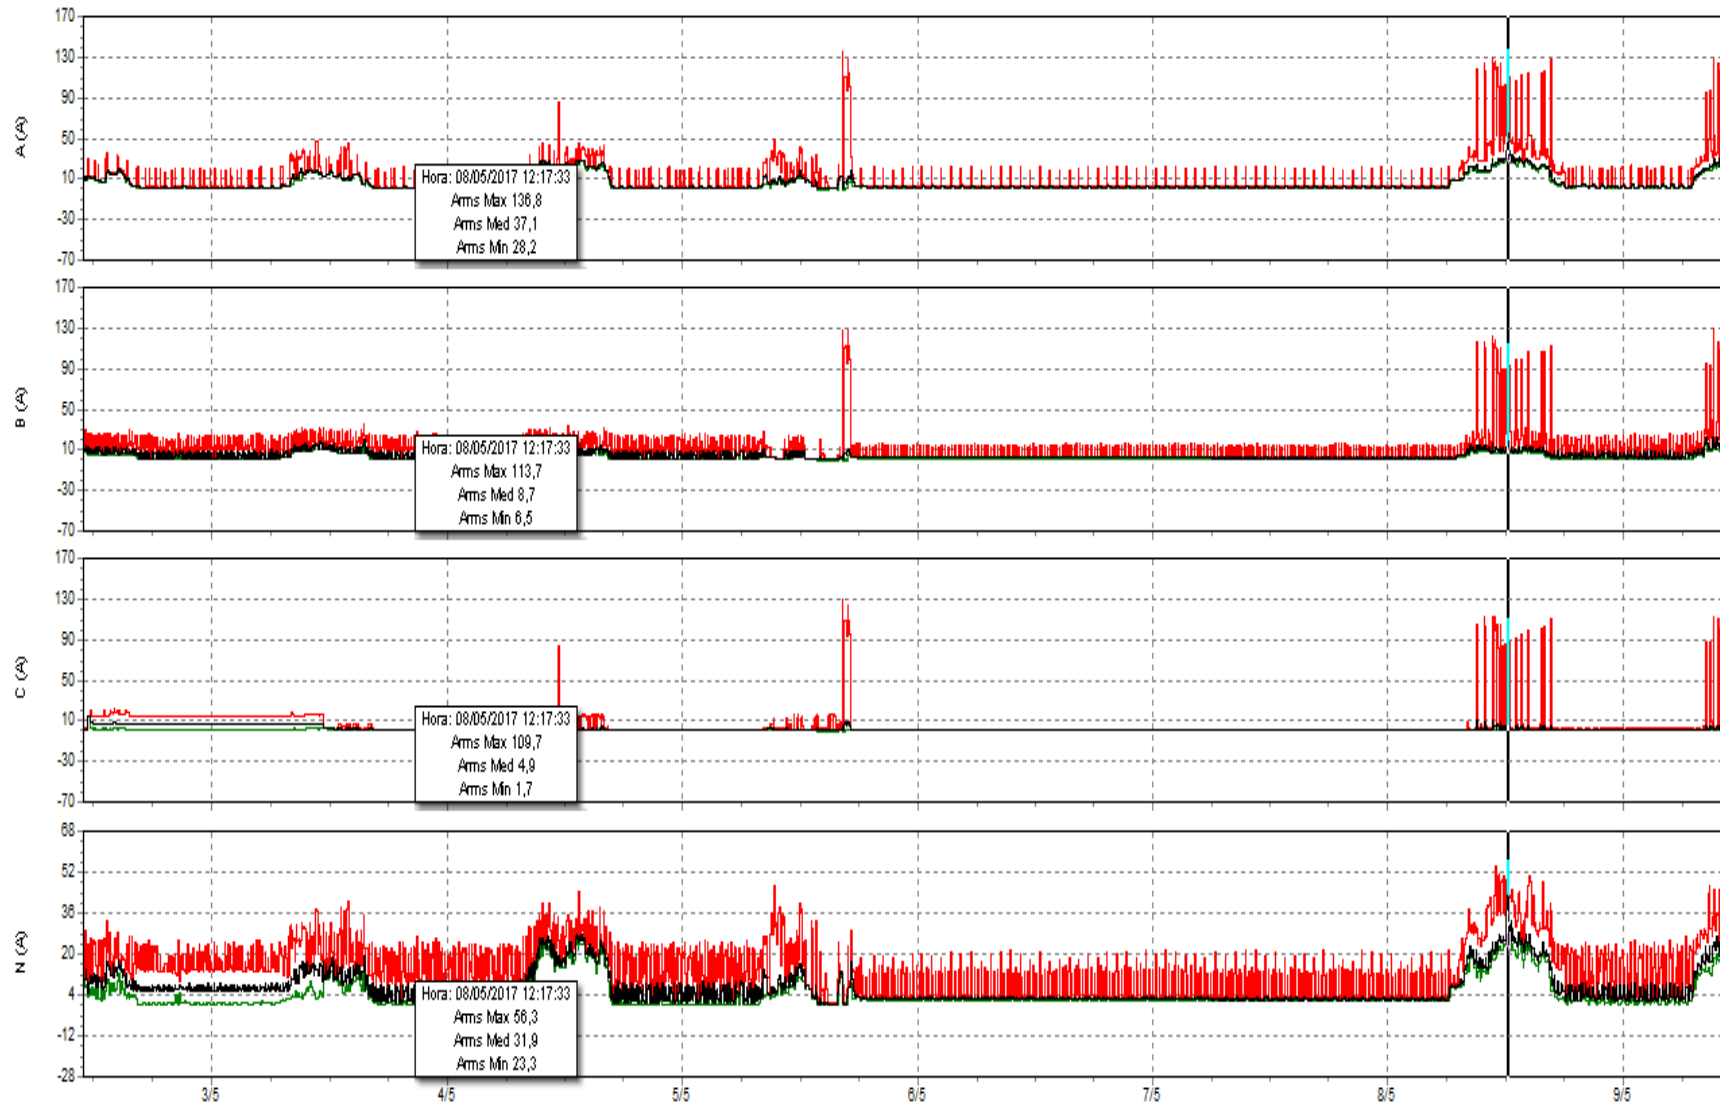 170
130
90
50
10
-30
-70
A (A)
Hora: 08/05/2017 12:17:33
Arms Max 136,8
Arms Med 37,1
Arms Min 28,2
170
130
90
50
10
-30
-70
B (A)
Hora: 08/05/2017 12:17:33
Arms Max 113,7
Arms Med 8,7
Arms Min 6,5
170
130
90
50
10
-30
-70
C (A)
Hora: 08/05/2017 12:17:33
Arms Max 109,7
Arms Med 4,9
Arms Min 1,7
68
52
36
20
4
-12
-28
N (A)
Hora: 08/05/2017 12:17:33
Arms Max 56,3
Arms Med 31,9
Arms Min 23,3
3/5 4/5 5/5 6/5 7/5 8/5 9/5